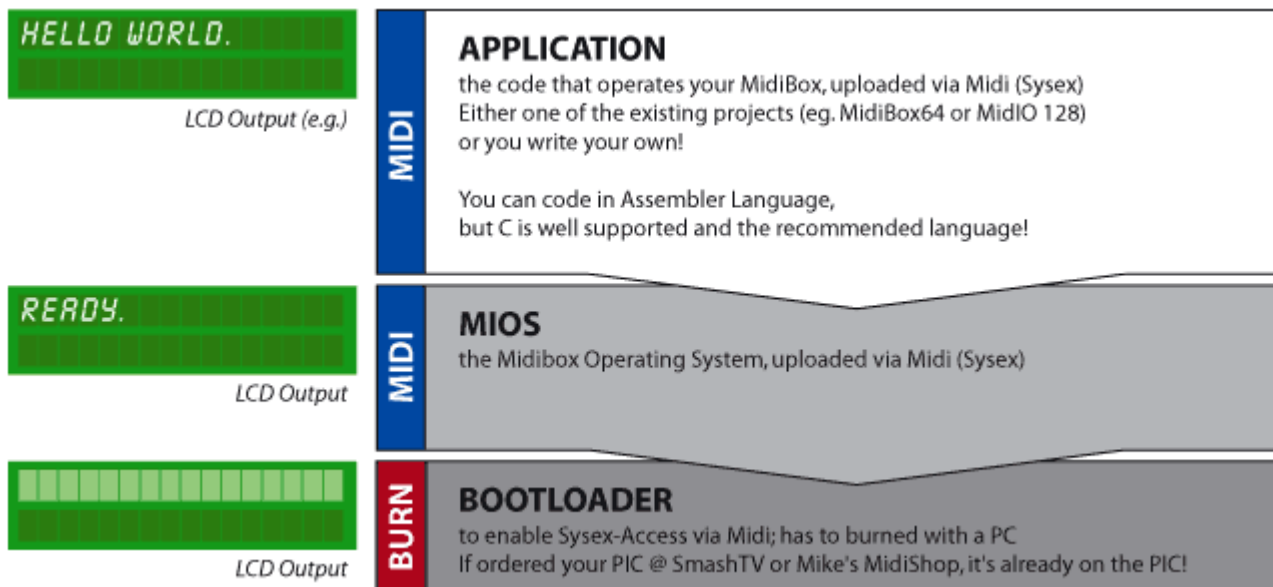 HELLO WORLD.
LCD Output (e.g.)
MIDI
APPLICATION
the code that operates your MidiBox, uploaded via Midi (Sysex)
Either one of the existing projects (eg. MidiBox64 or MidIO 128)
or you write your own!
You can code in Assembler Language,
but C is well supported and the recommended language!
READY.
LCD Output
MIDI
MIOS
the Midibox Operating System, uploaded via Midi (Sysex)
LCD Output
BURN
BOOTLOADER
to enable Sysex-Access via Midi; has to burned with a PC
If ordered your PIC @ SmashTV or Mike's MidiShop, it's already on the PIC!